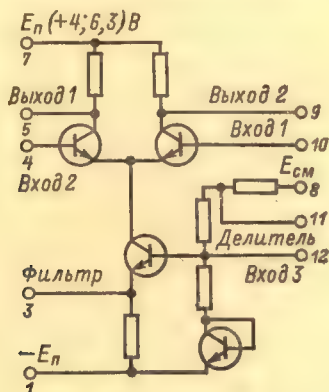 Eп (+4; 6,3) В
7
Выход 1
5
4
Вход 2
Выход 2
9
Вход 1
10
Eсм
8
11
Делитель
12
Вход 3
Фильтр
3
−Eп
1